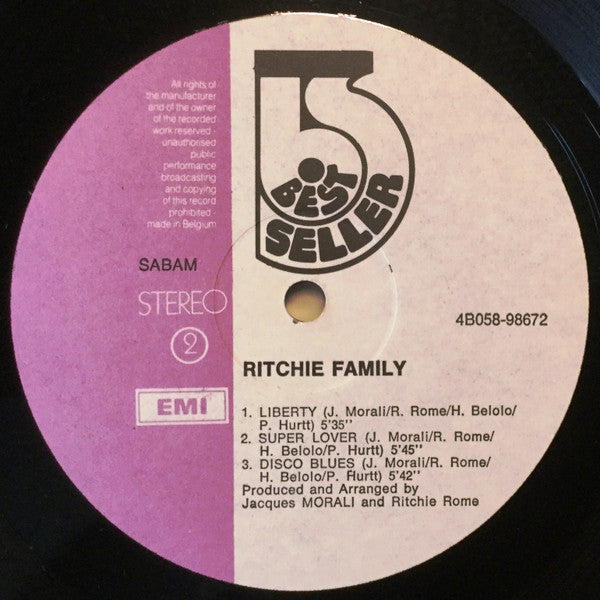 All rights of
the manufacturer
and of the owner
of the recorded
work reserved ·
unauthorised
public
performance
broadcasting
and copying
of this record
prohibited ·
made in Belgium
BEST
SELLER
SABAM
STEREO
2
EMI
4B058-98672
RITCHIE FAMILY
1. LIBERTY (J. Morali/R. Rome/H. Belolo/
P. Hurtt) 5'35''
2. SUPER LOVER (J. Morali/R. Rome/
H. Belolo/P. Hurtt) 5'45''
3. DISCO BLUES (J. Morali/R. Rome/
H. Belolo/P. Hurtt) 5'42''
Produced and Arranged by
Jacques MORALI and Ritchie Rome